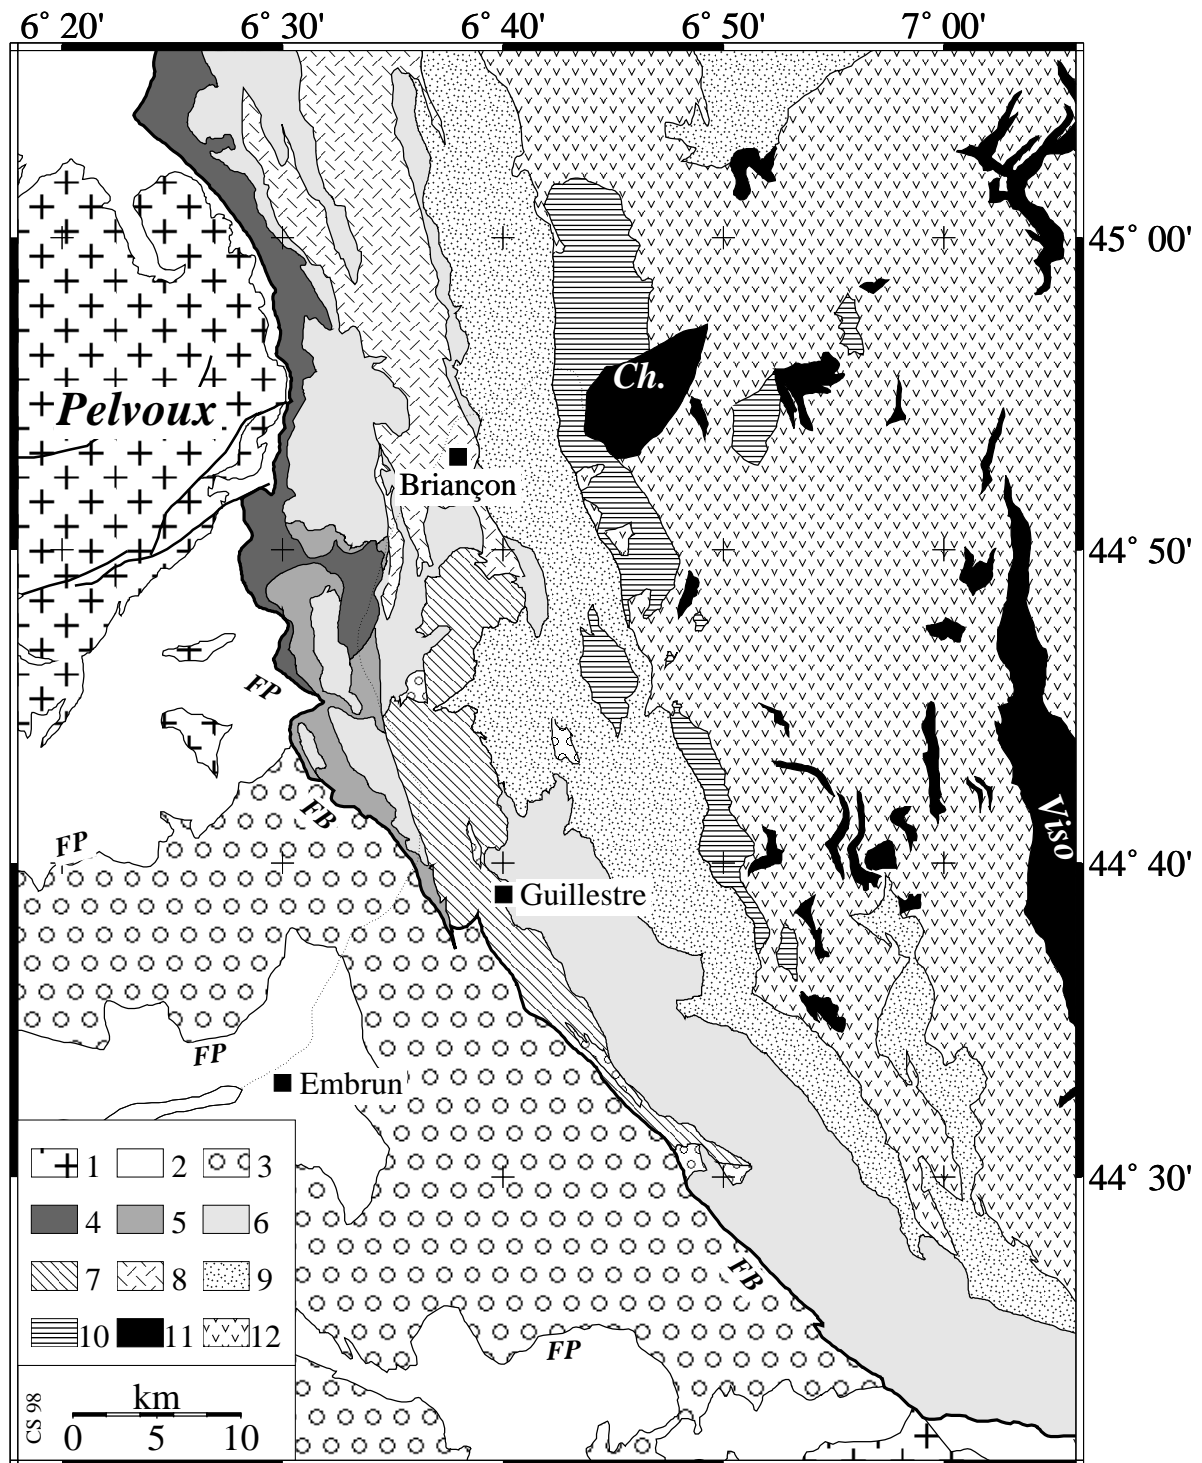 6° 20' 6° 30' 6° 40' 6° 50' 7° 00'
45° 00'
Ch.
Pelvoux
Briançon
44° 50'
FP
FB
Viso
FP
44° 40'
Guillestre
FP
Embrun
1 2 3
44° 30'
4 5 6
FB
7 8 9
10 11 12
FP
km
0 5 10
CS 98